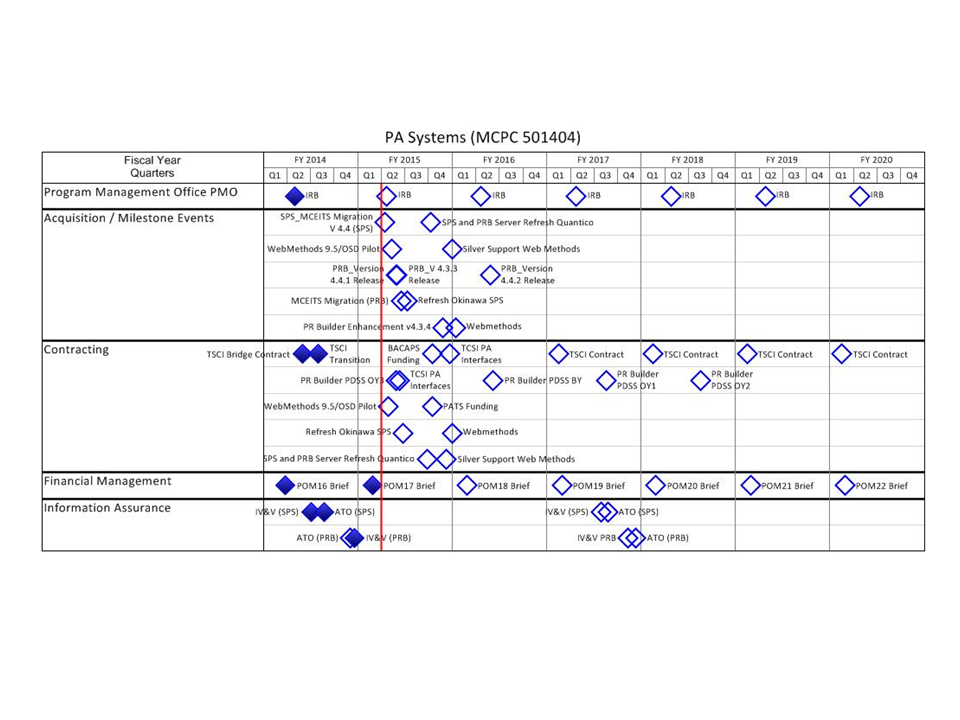 PA Systems (MCPC 501404)
Fiscal Year
Quarters
FY 2014 FY 2015 FY 2016 FY 2017 FY 2018 FY 2019 FY 2020
Q1 Q2 Q3 Q4 Q1 Q2 Q3 Q4 Q1 Q2 Q3 Q4 Q1 Q2 Q3 Q4 Q1 Q2 Q3 Q4 Q1 Q2 Q3 Q4 Q1 Q2 Q3 Q4
Program Management Office PMO
IRB IRB IRB IRB IRB IRB IRB
Acquisition / Milestone Events
SPS_MCEITS Migration
V 4.4 (SPS)
SPS and PRB Server Refresh Quantico
WebMethods 9.5/OSD Pilot
Silver Support Web Methods
PRB_Version
4.4.1 Release
PRB_V 4.3.3
Release
PRB_Version
4.4.2 Release
MCEITS Migration (PRB)
Refresh Okinawa SPS
PR Builder Enhancement v4.3.4
Webmethods
Contracting
TSCI Bridge Contract
TSCI
Transition
BACAPS
Funding
TCSI PA
Interfaces
TSCI Contract TSCI Contract TSCI Contract TSCI Contract
PR Builder PDSS OY3
TCSI PA
Interfaces
PR Builder PDSS BY
PR Builder
PDSS OY1
PR Builder
PDSS OY2
WebMethods 9.5/OSD Pilot
PATS Funding
Refresh Okinawa SPS
Webmethods
SPS and PRB Server Refresh Quantico
Silver Support Web Methods
Financial Management
POM16 Brief POM17 Brief POM18 Brief POM19 Brief POM20 Brief POM21 Brief POM22 Brief
Information Assurance
IV&V (SPS) ATO (SPS) IV&V (SPS) ATO (SPS)
ATO (PRB) IV&V (PRB) IV&V PRB ATO (PRB)